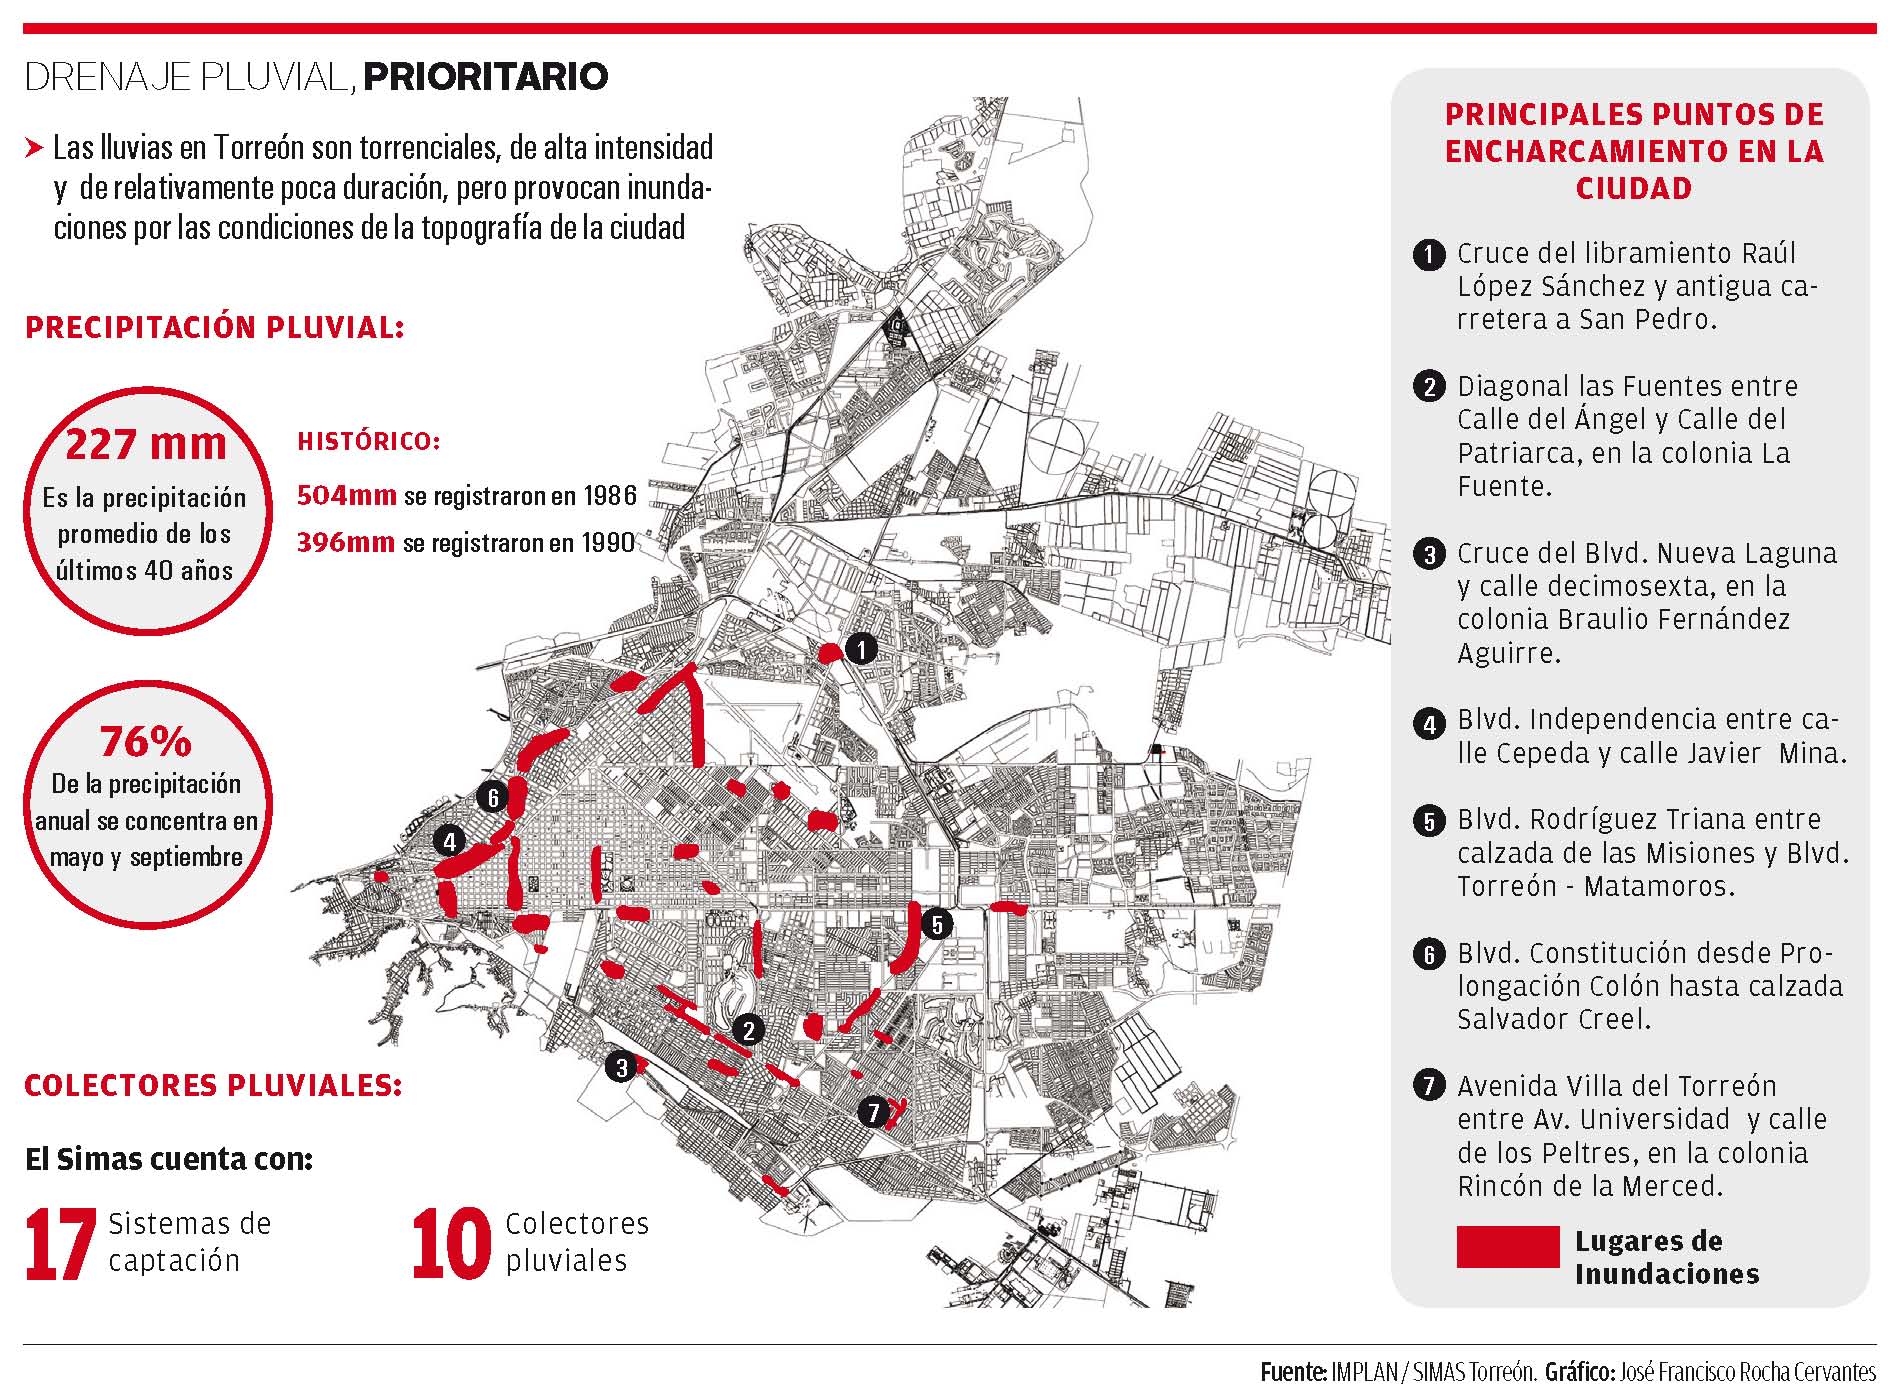 DRENAJE PLUVIAL, PRIORITARIO
Las lluvias en Torreón son torrenciales, de alta intensidad
y de relativamente poca duración, pero provocan inunda-
ciones por las condiciones de la topografía de la ciudad
PRECIPITACIÓN PLUVIAL:
227 mm
Es la precipitación
promedio de los
últimos 40 años
HISTÓRICO:
504mm se registraron en 1986
396mm se registraron en 1990
76%
De la precipitación
anual se concentra en
mayo y septiembre
COLECTORES PLUVIALES:
El Simas cuenta con:
17 Sistemas de
captación
10 Colectores
pluviales
1
6
4
5
2
3
7
PRINCIPALES PUNTOS DE
ENCHARCAMIENTO EN LA
CIUDAD
1 Cruce del libramiento Raúl
López Sánchez y antigua ca-
rretera a San Pedro.
2 Diagonal las Fuentes entre
Calle del Ángel y Calle del
Patriarca, en la colonia La
Fuente.
3 Cruce del Blvd. Nueva Laguna
y calle decimosexta, en la
colonia Braulio Fernández
Aguirre.
4 Blvd. Independencia entre ca-
lle Cepeda y calle Javier Mina.
5 Blvd. Rodríguez Triana entre
calzada de las Misiones y Blvd.
Torreón - Matamoros.
6 Blvd. Constitución desde Pro-
longación Colón hasta calzada
Salvador Creel.
7 Avenida Villa del Torreón
entre Av. Universidad y calle
de los Peltres, en la colonia
Rincón de la Merced.
Lugares de
Inundaciones
Fuente: IMPLAN / SIMAS Torreón. Gráfico: José Francisco Rocha Cervantes